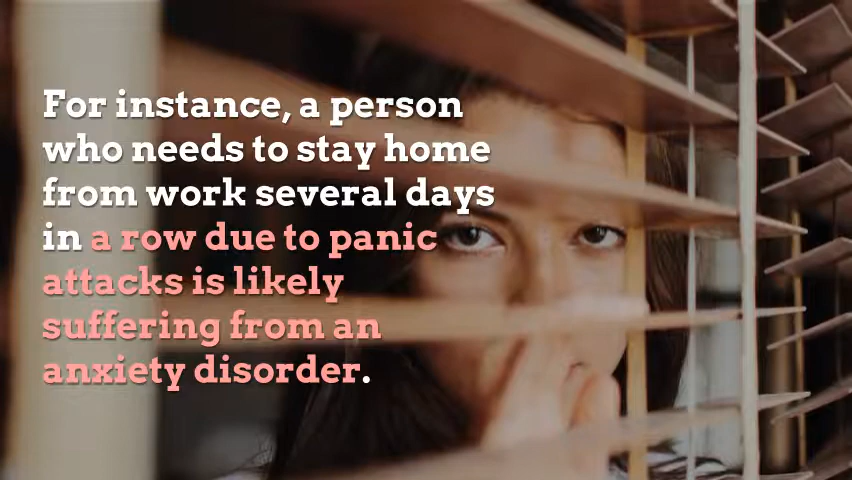 For instance, a person
who needs to stay home
from work several days
in a row due to panic
attacks is likely
suffering from an
anxiety disorder.